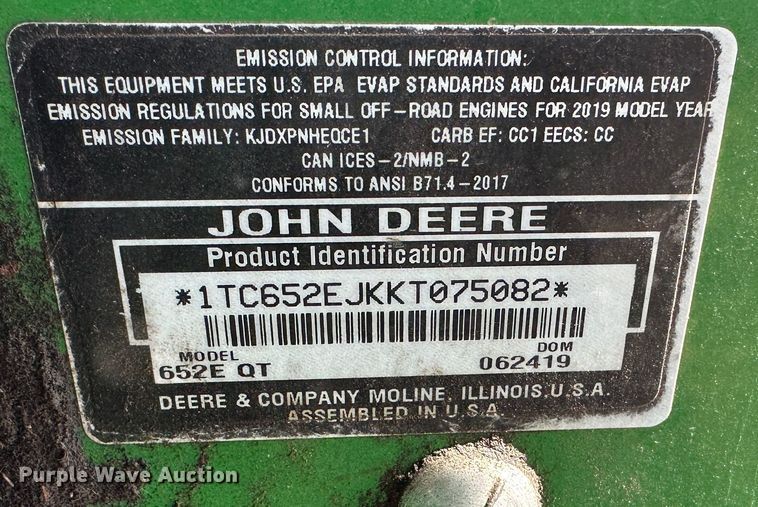 EMISSION CONTROL INFORMATION:
THIS EQUIPMENT MEETS U.S. EPA EVAP STANDARDS AND CALIFORNIA EVAP
EMISSION REGULATIONS FOR SMALL OFF-ROAD ENGINES FOR 2019 MODEL YEAR
EMISSION FAMILY: KJDXPNHEQCE1 CARB EF: CC1 EECS: CC
CAN ICES-2/NMB-2
CONFORMS TO ANSI B71.4-2017
JOHN DEERE
Product Identification Number
*1TC652EJKKT075082*
MODEL DOM
652E QT 062419
DEERE & COMPANY MOLINE, ILLINOIS, U.S.A.
ASSEMBLED IN U.S.A
Purple Wave Auction